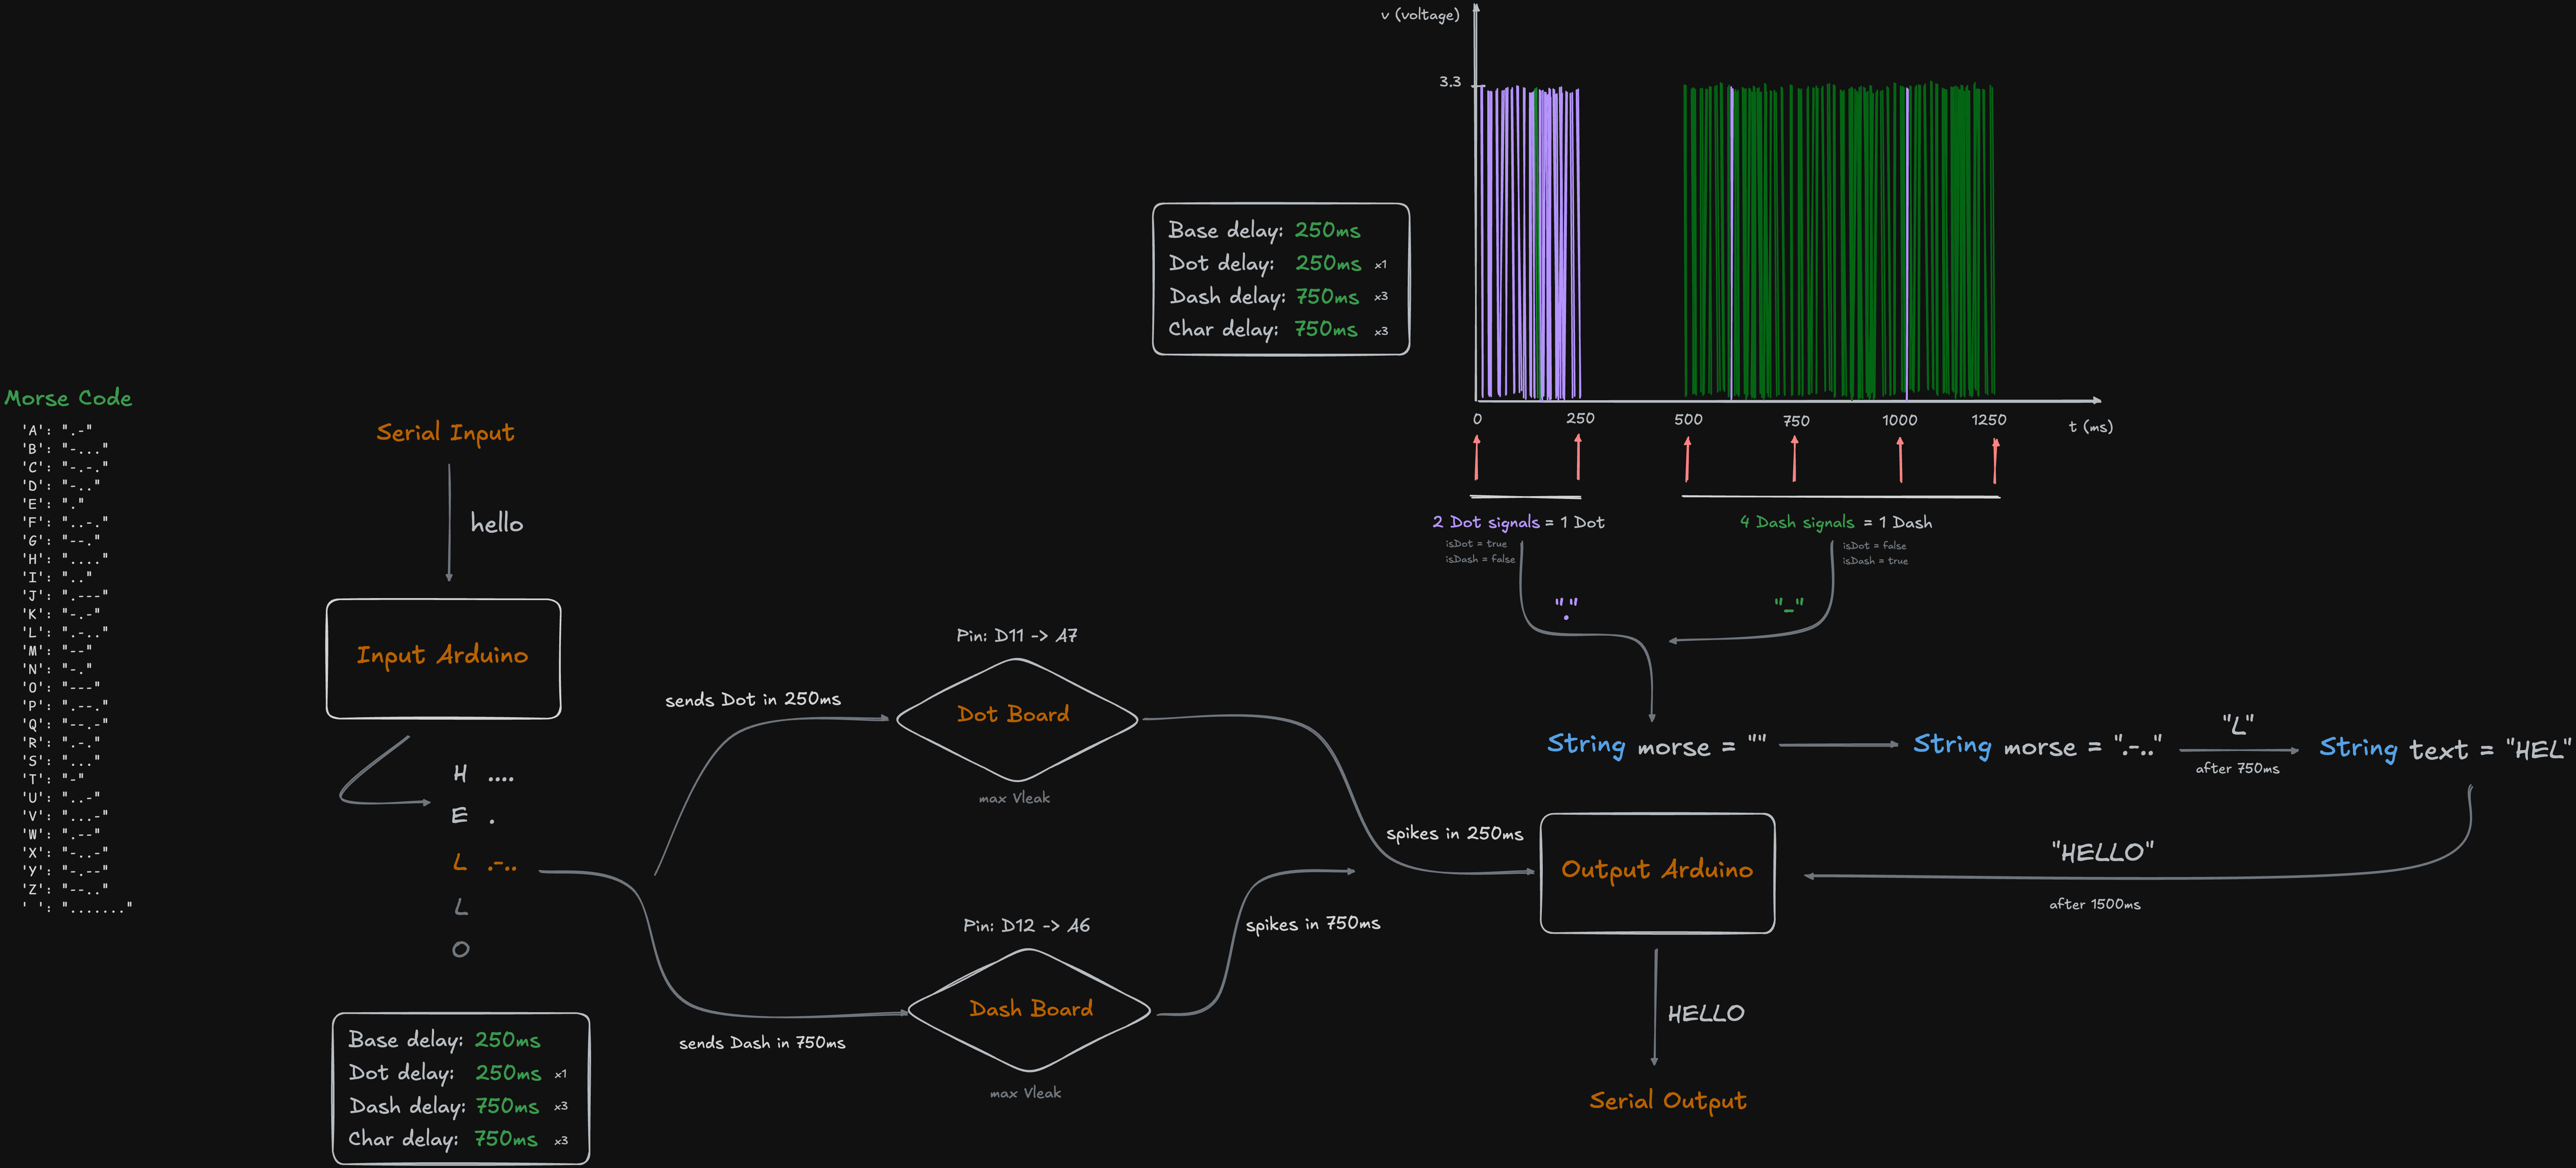 Morse Code
'A': ".-"
'B': "-..."
'C': "-.-."
'D': "-.."
'E': "."
'F': "..-."
'G': "--."
'H': "...."
'I': ".."
'J': ".---"
'K': "-.-"
'L': ".-.."
'M': "--"
'N': "-."
'O': "---"
'P': ".--."
'Q': "--.-"
'R': ".-."
'S': "..."
'T': "-"
'U': "..-"
'V': "...-"
'W': ".--"
'X': "-..-"
'Y': "-.--"
'Z': "--.."
' ': "......."
Serial Input
hello
Input Arduino
H ....
E .
L .-..
L
O
Base delay: 250ms
Dot delay: 250ms x1
Dash delay: 750ms x3
Char delay: 750ms x3
sends Dot in 250ms
Pin: D11 -> A7
Dot Board
max Vleak
sends Dash in 750ms
Pin: D12 -> A6
Dash Board
max Vleak
spikes in 250ms
spikes in 750ms
Base delay: 250ms
Dot delay: 250ms x1
Dash delay: 750ms x3
Char delay: 750ms x3
v (voltage)
3.3
0 250 500 750 1000 1250
t (ms)
2 Dot signals = 1 Dot
isDot = true
isDash = false
4 Dash signals = 1 Dash
isDot = false
isDash = true
"."
"-"
String morse = ""
String morse = ".-.."
"L"
after 750ms
String text = "HEL"
"HELLO"
after 1500ms
Output Arduino
HELLO
Serial Output